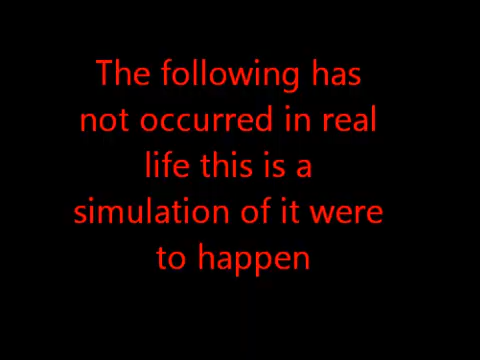 The following has
not occurred in real
life this is a
simulation of it were
to happen